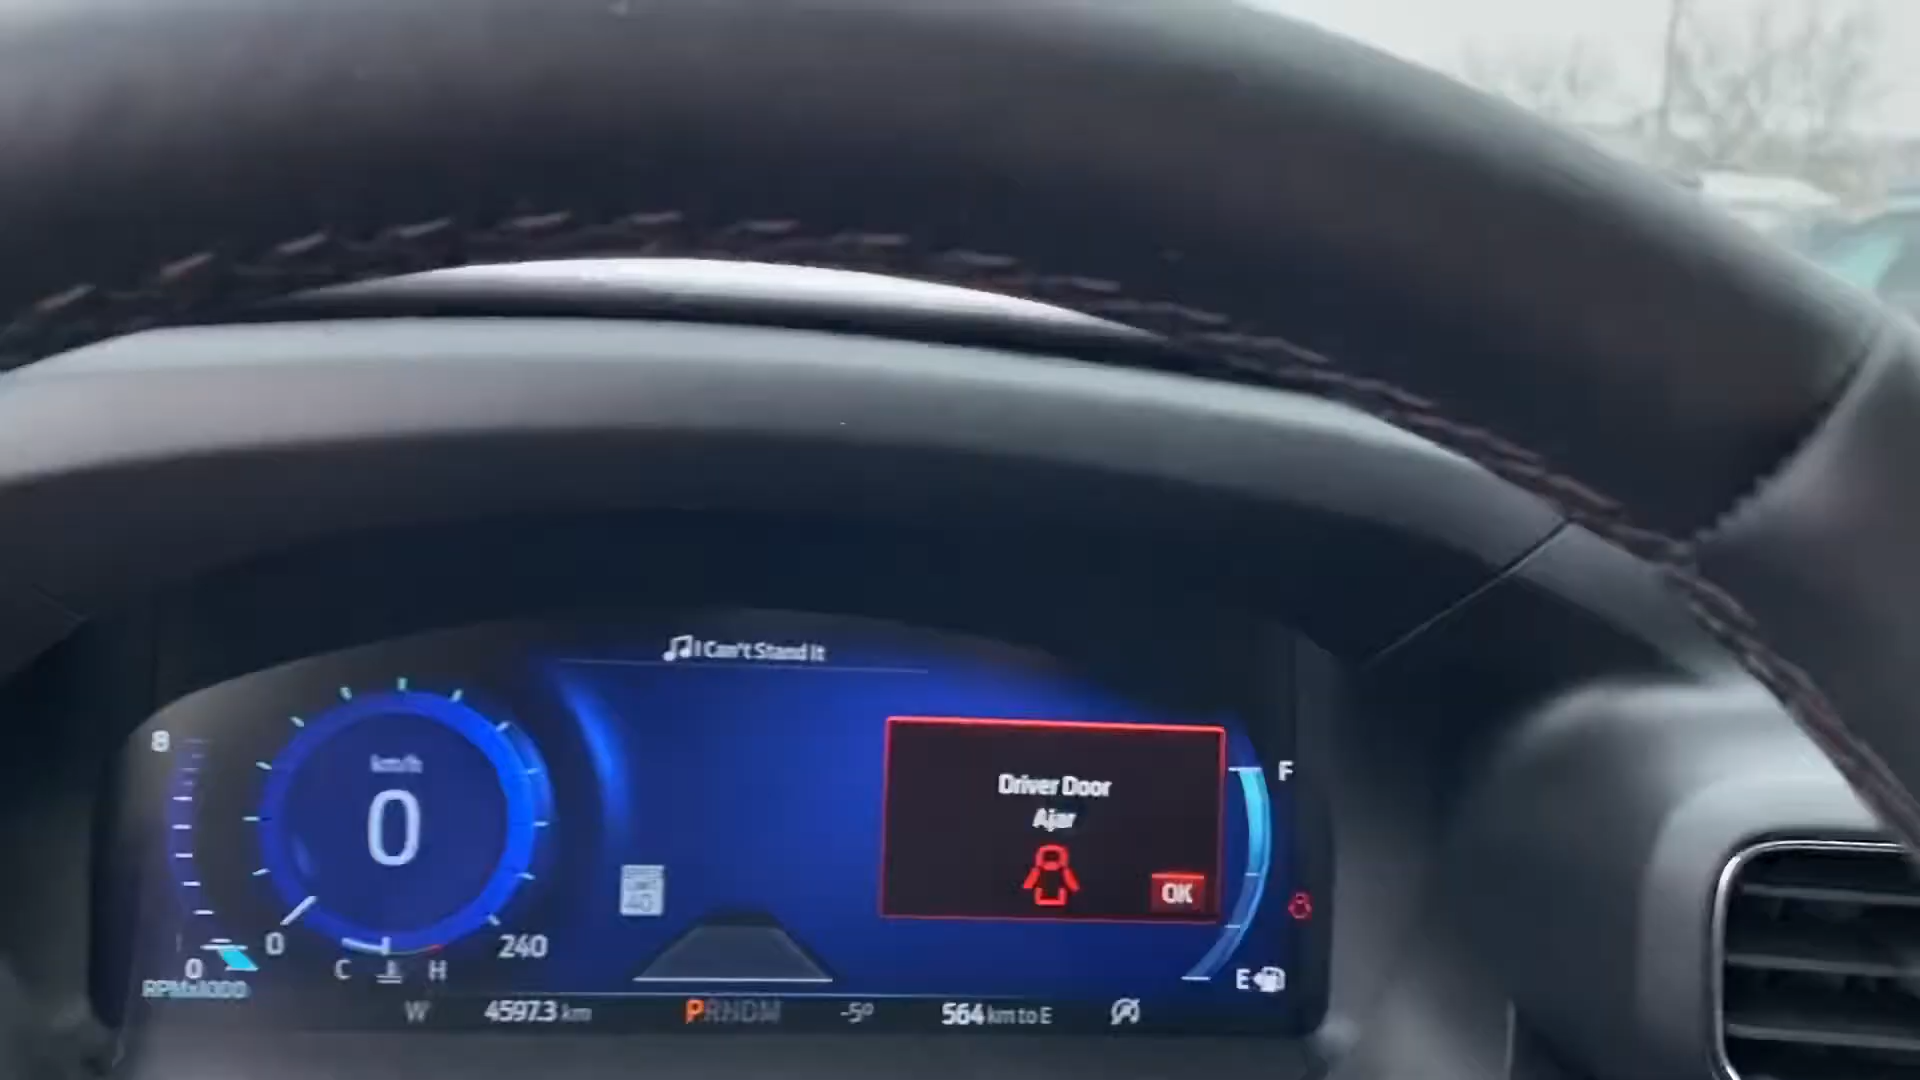 I Can't Stand It
8
km/h
0
Driver Door
Ajar
OK
F
40
0
240
0
C
H
E
RPMx1000
W
4597.3 km
PRNDM
-5°
564 km to E